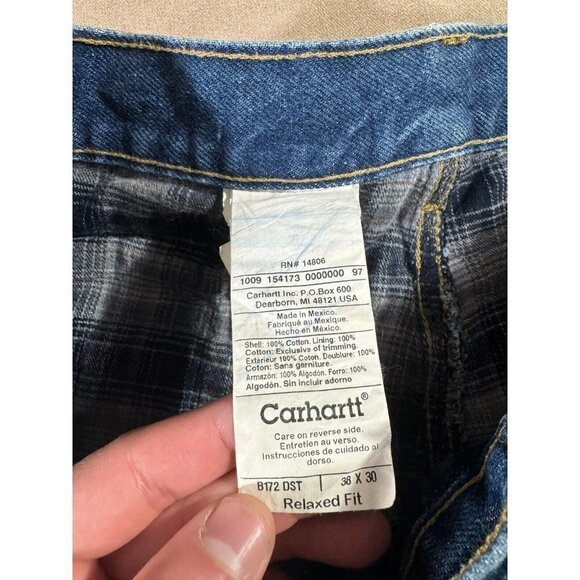 RN# 14806
1009 154173 0000000 97
Carhartt Inc. P.O.Box 600
Dearborn, MI 48121 USA
Made in Mexico.
Fabriqué au Mexique.
Hecho en México.
Shell: 100% Cotton. Lining: 100%
Cotton: Exclusive of trimming.
Exterieur 100% Coton. Doublure: 100%
Coton: Sans garniture.
Armazón: 100% Algodón. Forro: 100%
Algodón. Sin incluir adorno
Carhartt®
Care on reverse side.
Entretien au verso.
Instrucciones de cuidado al
dorso.
B172 DST 38 X 30
Relaxed Fit